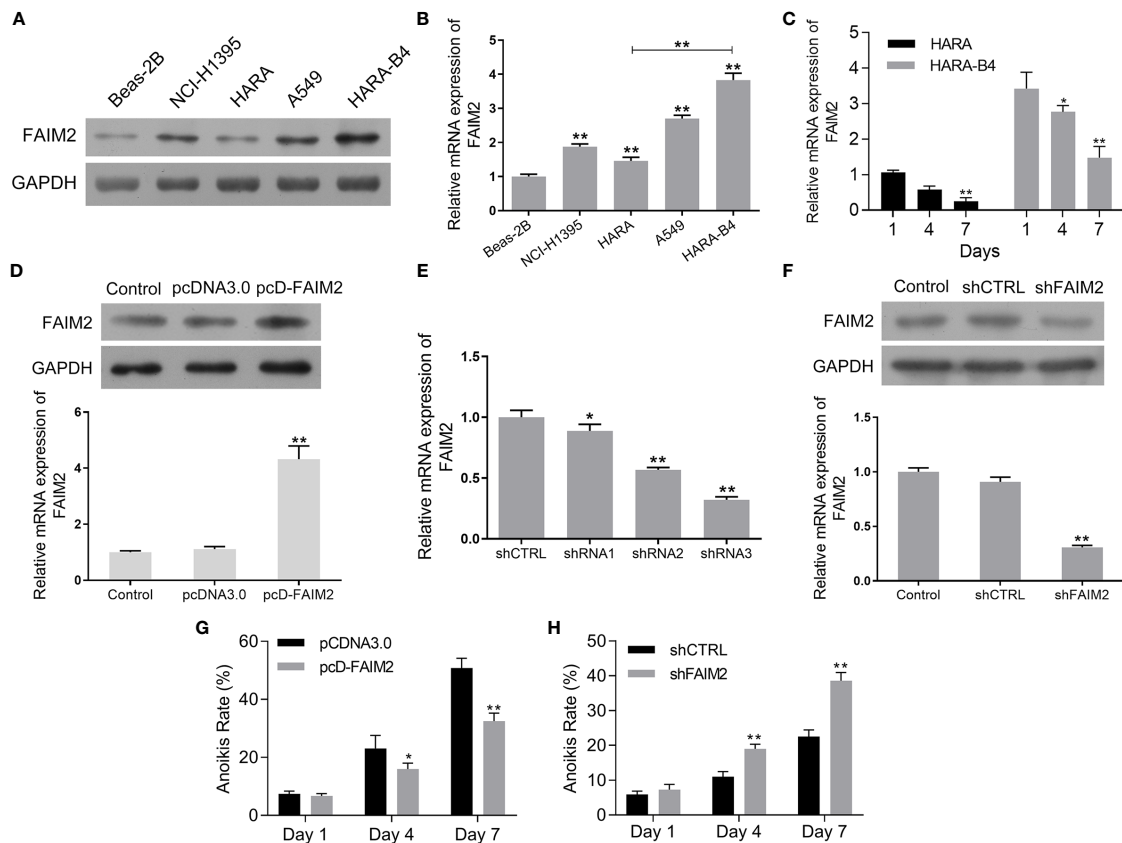 A
Beas-2B
NCI-H1395
HARA
A549
HARA-B4
FAIM2
GAPDH
B
Relative mRNA expression of
FAIM2
5
4
3
2
1
0
**
**
**
**
**
Beas-2B
NCI-H1395
HARA
A549
HARA-B4
C
HARA
HARA-B4
Relative mRNA expression of
FAIM2
5
4
3
2
1
0
**
*
**
1 4 7 1 4 7
Days
D
Control pcDNA3.0 pcD-FAIM2
FAIM2
GAPDH
Relative mRNA expression of
FAIM2
6
4
2
0
**
Control pcDNA3.0 pcD-FAIM2
E
Relative mRNA expression of
FAIM2
1.5
1.0
0.5
0.0
*
**
**
shCTRL shRNA1 shRNA2 shRNA3
F
Control shCTRL shFAIM2
FAIM2
GAPDH
Relative mRNA expression of
FAIM2
1.5
1.0
0.5
0.0
**
Control shCTRL shFAIM2
G
pCDNA3.0
pcD-FAIM2
Anoikis Rate (%)
60
40
20
0
*
**
Day 1 Day 4 Day 7
H
shCTRL
shFAIM2
Anoikis Rate (%)
50
40
30
20
10
0
**
**
Day 1 Day 4 Day 7